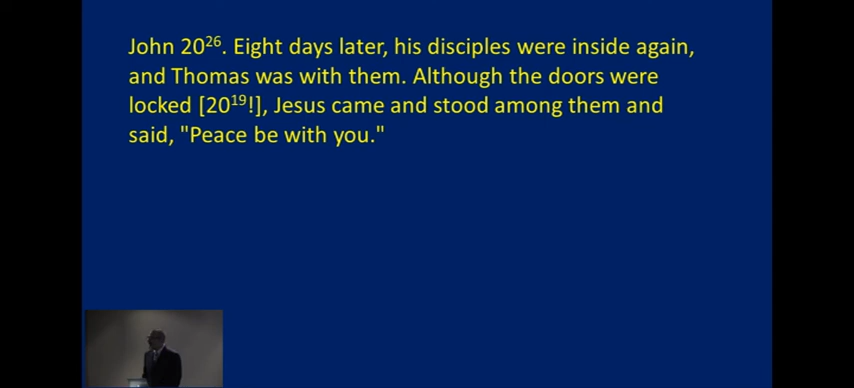 John 20²⁶. Eight days later, his disciples were inside again,
and Thomas was with them. Although the doors were
locked [20¹⁹!], Jesus came and stood among them and
said, "Peace be with you."